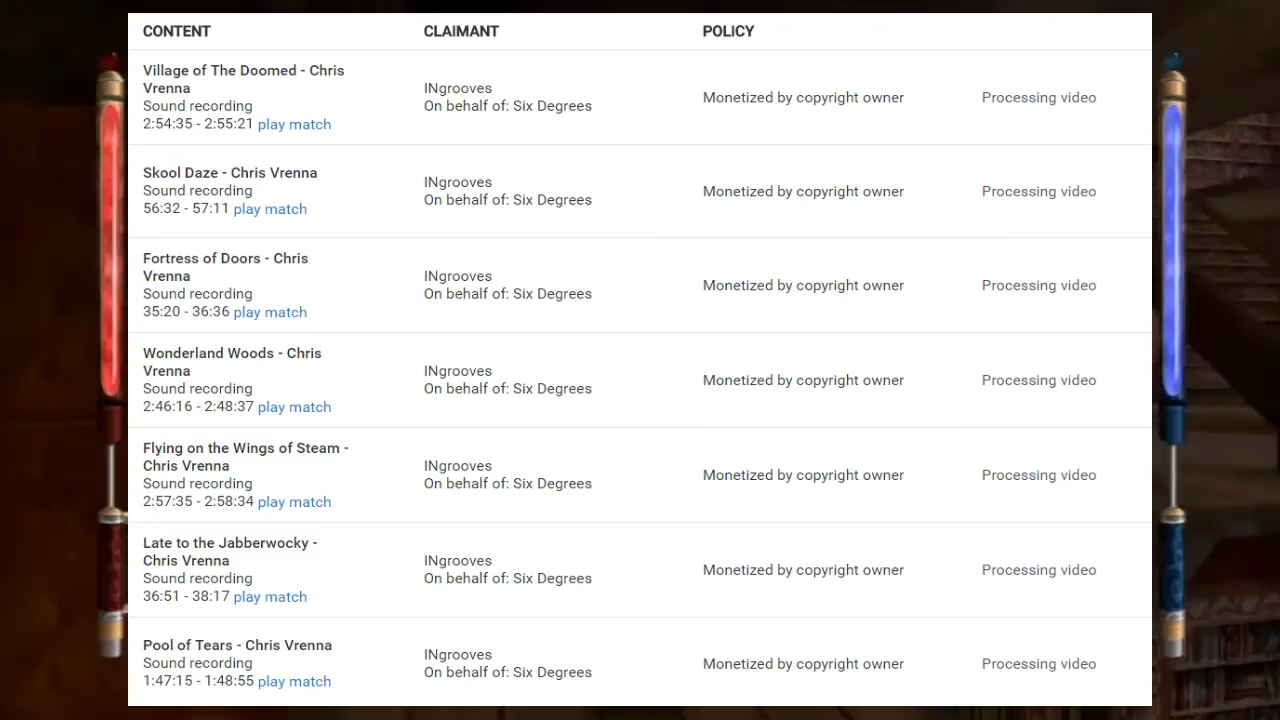 CONTENT CLAIMANT POLICY
Village of The Doomed - Chris
Vrenna
Sound recording
2:54:35 - 2:55:21 play match
INgrooves
On behalf of: Six Degrees
Monetized by copyright owner
Processing video
Skool Daze - Chris Vrenna
Sound recording
56:32 - 57:11 play match
INgrooves
On behalf of: Six Degrees
Monetized by copyright owner
Processing video
Fortress of Doors - Chris
Vrenna
Sound recording
35:20 - 36:36 play match
INgrooves
On behalf of: Six Degrees
Monetized by copyright owner
Processing video
Wonderland Woods - Chris
Vrenna
Sound recording
2:46:16 - 2:48:37 play match
INgrooves
On behalf of: Six Degrees
Monetized by copyright owner
Processing video
Flying on the Wings of Steam -
Chris Vrenna
Sound recording
2:57:35 - 2:58:34 play match
INgrooves
On behalf of: Six Degrees
Monetized by copyright owner
Processing video
Late to the Jabberwocky -
Chris Vrenna
Sound recording
36:51 - 38:17 play match
INgrooves
On behalf of: Six Degrees
Monetized by copyright owner
Processing video
Pool of Tears - Chris Vrenna
Sound recording
1:47:15 - 1:48:55 play match
INgrooves
On behalf of: Six Degrees
Monetized by copyright owner
Processing video